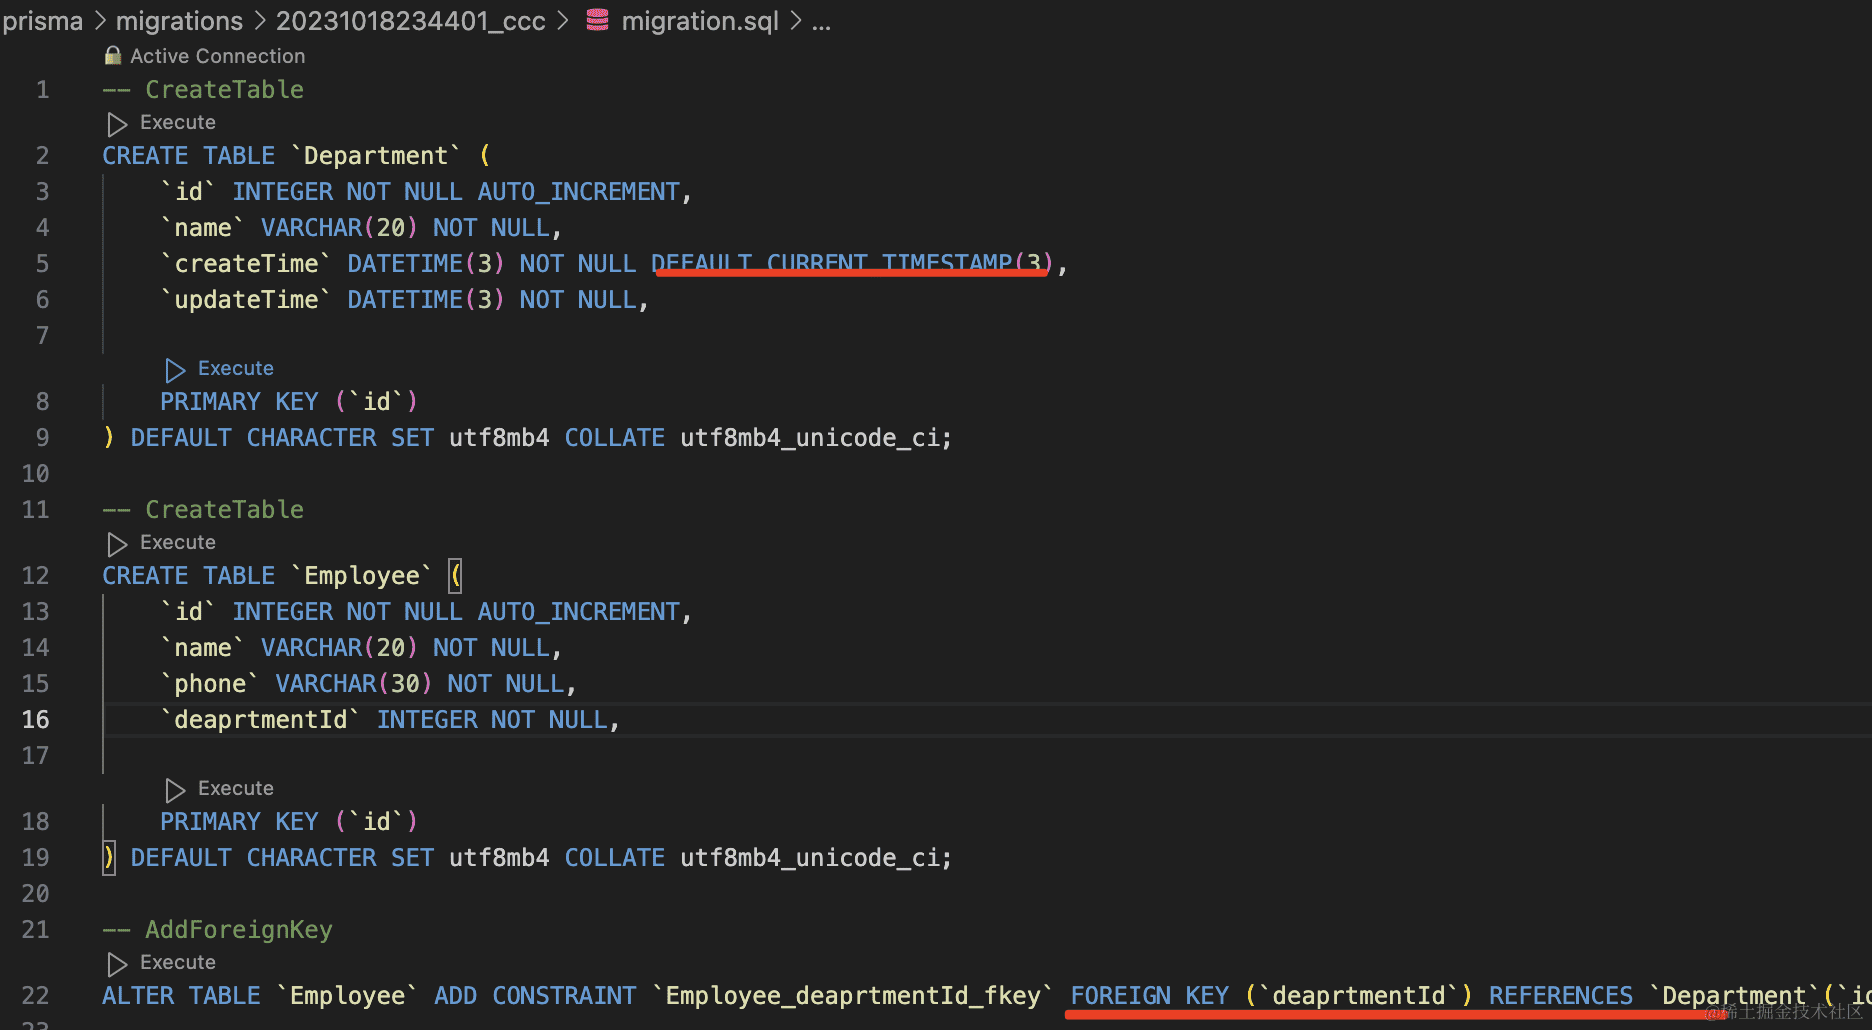 prisma > migrations > 20231018234401_ccc > migration.sql > ...
Active Connection
1 -- CreateTable
Execute
2 CREATE TABLE `Department` (
3 `id` INTEGER NOT NULL AUTO_INCREMENT,
4 `name` VARCHAR(20) NOT NULL,
5 `createTime` DATETIME(3) NOT NULL DEFAULT CURRENT_TIMESTAMP(3),
6 `updateTime` DATETIME(3) NOT NULL,
7
Execute
8 PRIMARY KEY (`id`)
9 ) DEFAULT CHARACTER SET utf8mb4 COLLATE utf8mb4_unicode_ci;
10
11 -- CreateTable
Execute
12 CREATE TABLE `Employee` (
13 `id` INTEGER NOT NULL AUTO_INCREMENT,
14 `name` VARCHAR(20) NOT NULL,
15 `phone` VARCHAR(30) NOT NULL,
16 `deaprtmentId` INTEGER NOT NULL,
17
Execute
18 PRIMARY KEY (`id`)
19 ) DEFAULT CHARACTER SET utf8mb4 COLLATE utf8mb4_unicode_ci;
20
21 -- AddForeignKey
Execute
22 ALTER TABLE `Employee` ADD CONSTRAINT `Employee_deaprtmentId_fkey` FOREIGN KEY (`deaprtmentId`) REFERENCES `Department`(`id
@稀土掘金技术社区
23